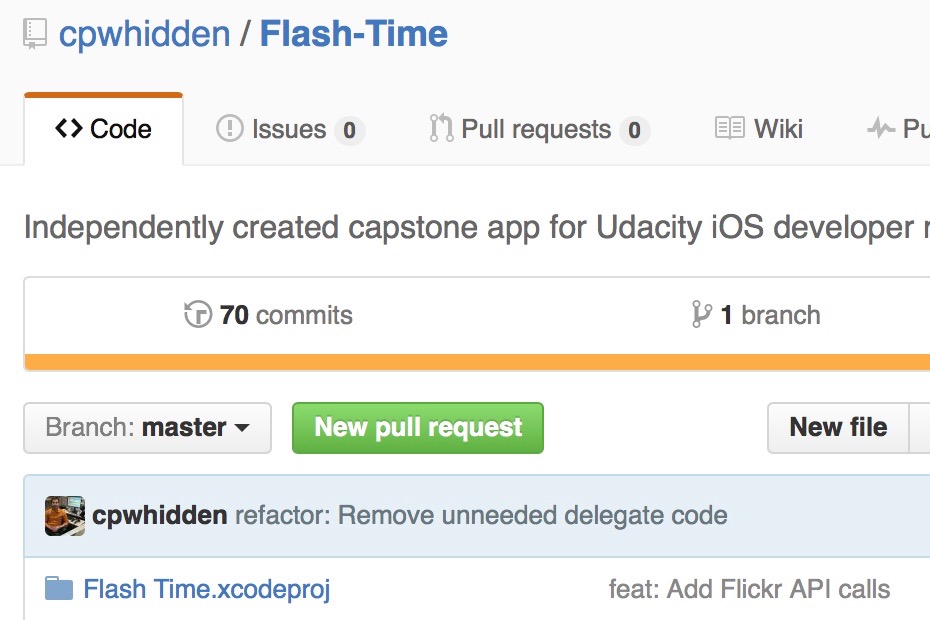 cpwhidden / Flash-Time
Code Issues 0 Pull requests 0 Wiki Pu
Independently created capstone app for Udacity iOS developer
70 commits 1 branch
Branch: master New pull request New file
cpwhidden refactor: Remove unneeded delegate code
Flash Time.xcodeproj feat: Add Flickr API calls